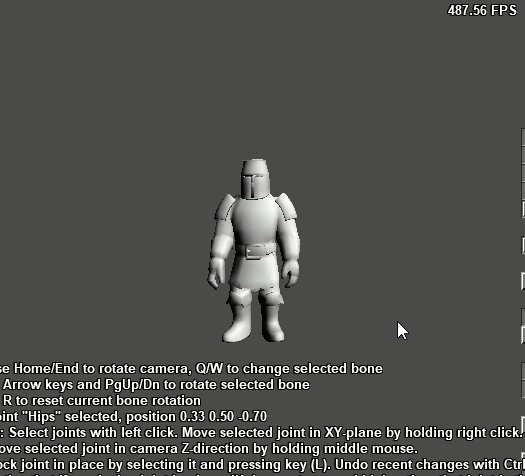 487.56 FPS
se Home/End to rotate camera, Q/W to change selected bone
Arrow keys and PgUp/Dn to rotate selected bone
R to reset current bone rotation
oint "Hips" selected, position 0.33 0.50 -0.70
: Select joints with left click. Move selected joint in XY-plane by holding right click.
ove selected joint in camera Z-direction by holding middle mouse.
ock joint in place by selecting it and pressing key (L). Undo recent changes with Ctr